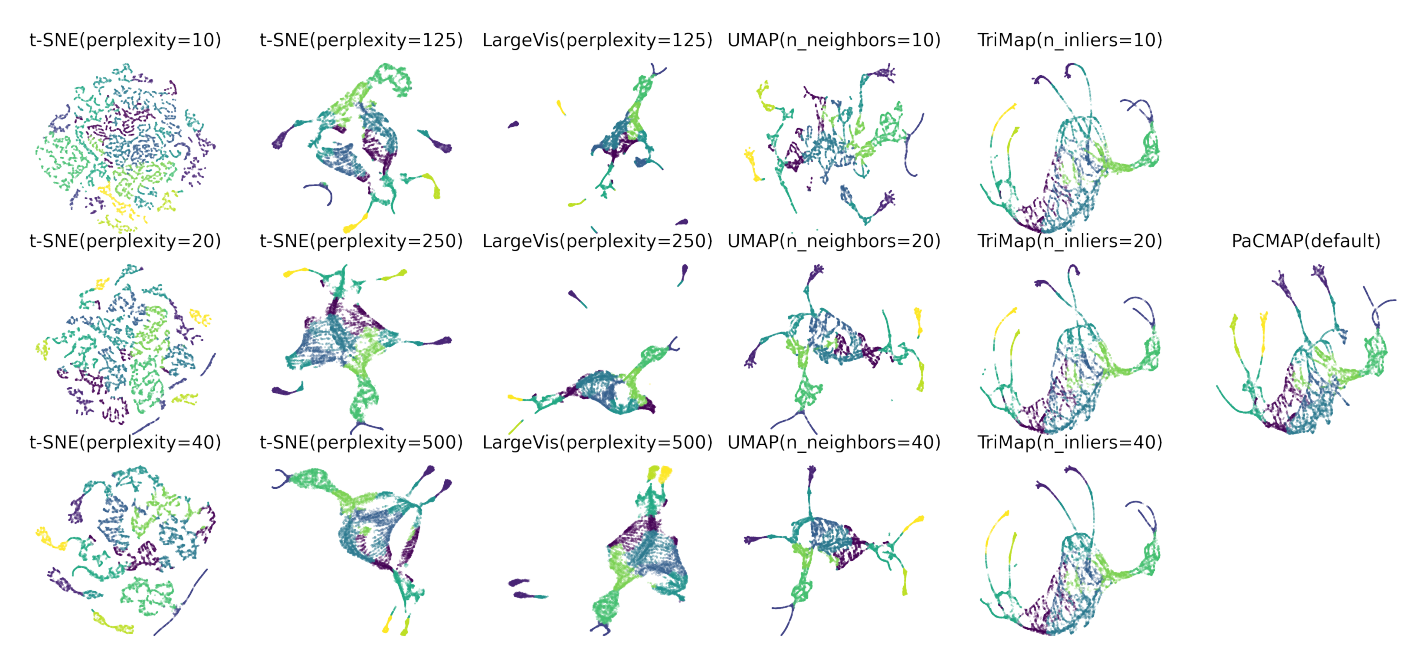 t-SNE(perplexity=10)
t-SNE(perplexity=125)
LargeVis(perplexity=125)
UMAP(n_neighbors=10)
TriMap(n_inliers=10)
t-SNE(perplexity=20)
t-SNE(perplexity=250)
LargeVis(perplexity=250)
UMAP(n_neighbors=20)
TriMap(n_inliers=20)
PaCMAP(default)
t-SNE(perplexity=40)
t-SNE(perplexity=500)
LargeVis(perplexity=500)
UMAP(n_neighbors=40)
TriMap(n_inliers=40)